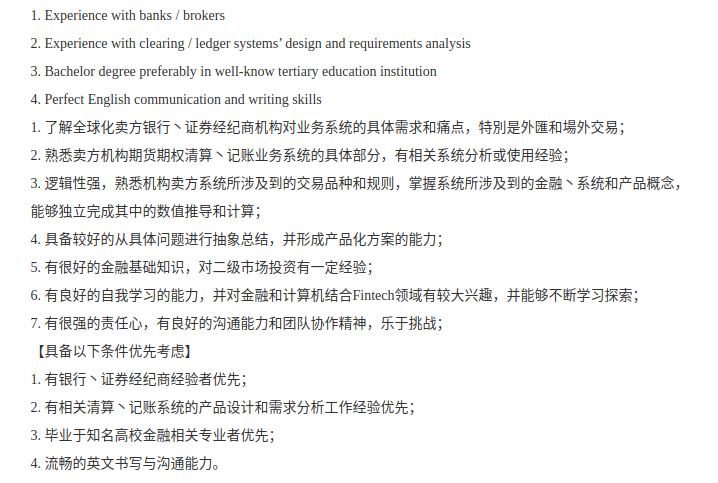 1. Experience with banks / brokers
2. Experience with clearing / ledger systems’ design and requirements analysis
3. Bachelor degree preferably in well-know tertiary education institution
4. Perfect English communication and writing skills
1. 了解全球化卖方银行丶证券经纪商机构对业务系统的具体需求和痛点，特别是外匯和場外交易；
2. 熟悉卖方机构期货期权清算丶记账业务系统的具体部分，有相关系统分析或使用经验；
3. 逻辑性强，熟悉机构卖方系统所涉及到的交易品种和规则，掌握系统所涉及到的金融丶系统和产品概念，
能够独立完成其中的数值推导和计算；
4. 具备较好的从具体问题进行抽象总结，并形成产品化方案的能力；
5. 有很好的金融基础知识，对二级市场投资有一定经验；
6. 有良好的自我学习的能力，并对金融和计算机结合Fintech领域有较大兴趣，并能够不断学习探索；
7. 有很强的责任心，有良好的沟通能力和团队协作精神，乐于挑战；
【具备以下条件优先考虑】
1. 有银行丶证券经纪商经验者优先；
2. 有相关清算丶记账系统的产品设计和需求分析工作经验优先；
3. 毕业于知名高校金融相关专业者优先；
4. 流畅的英文书写与沟通能力。